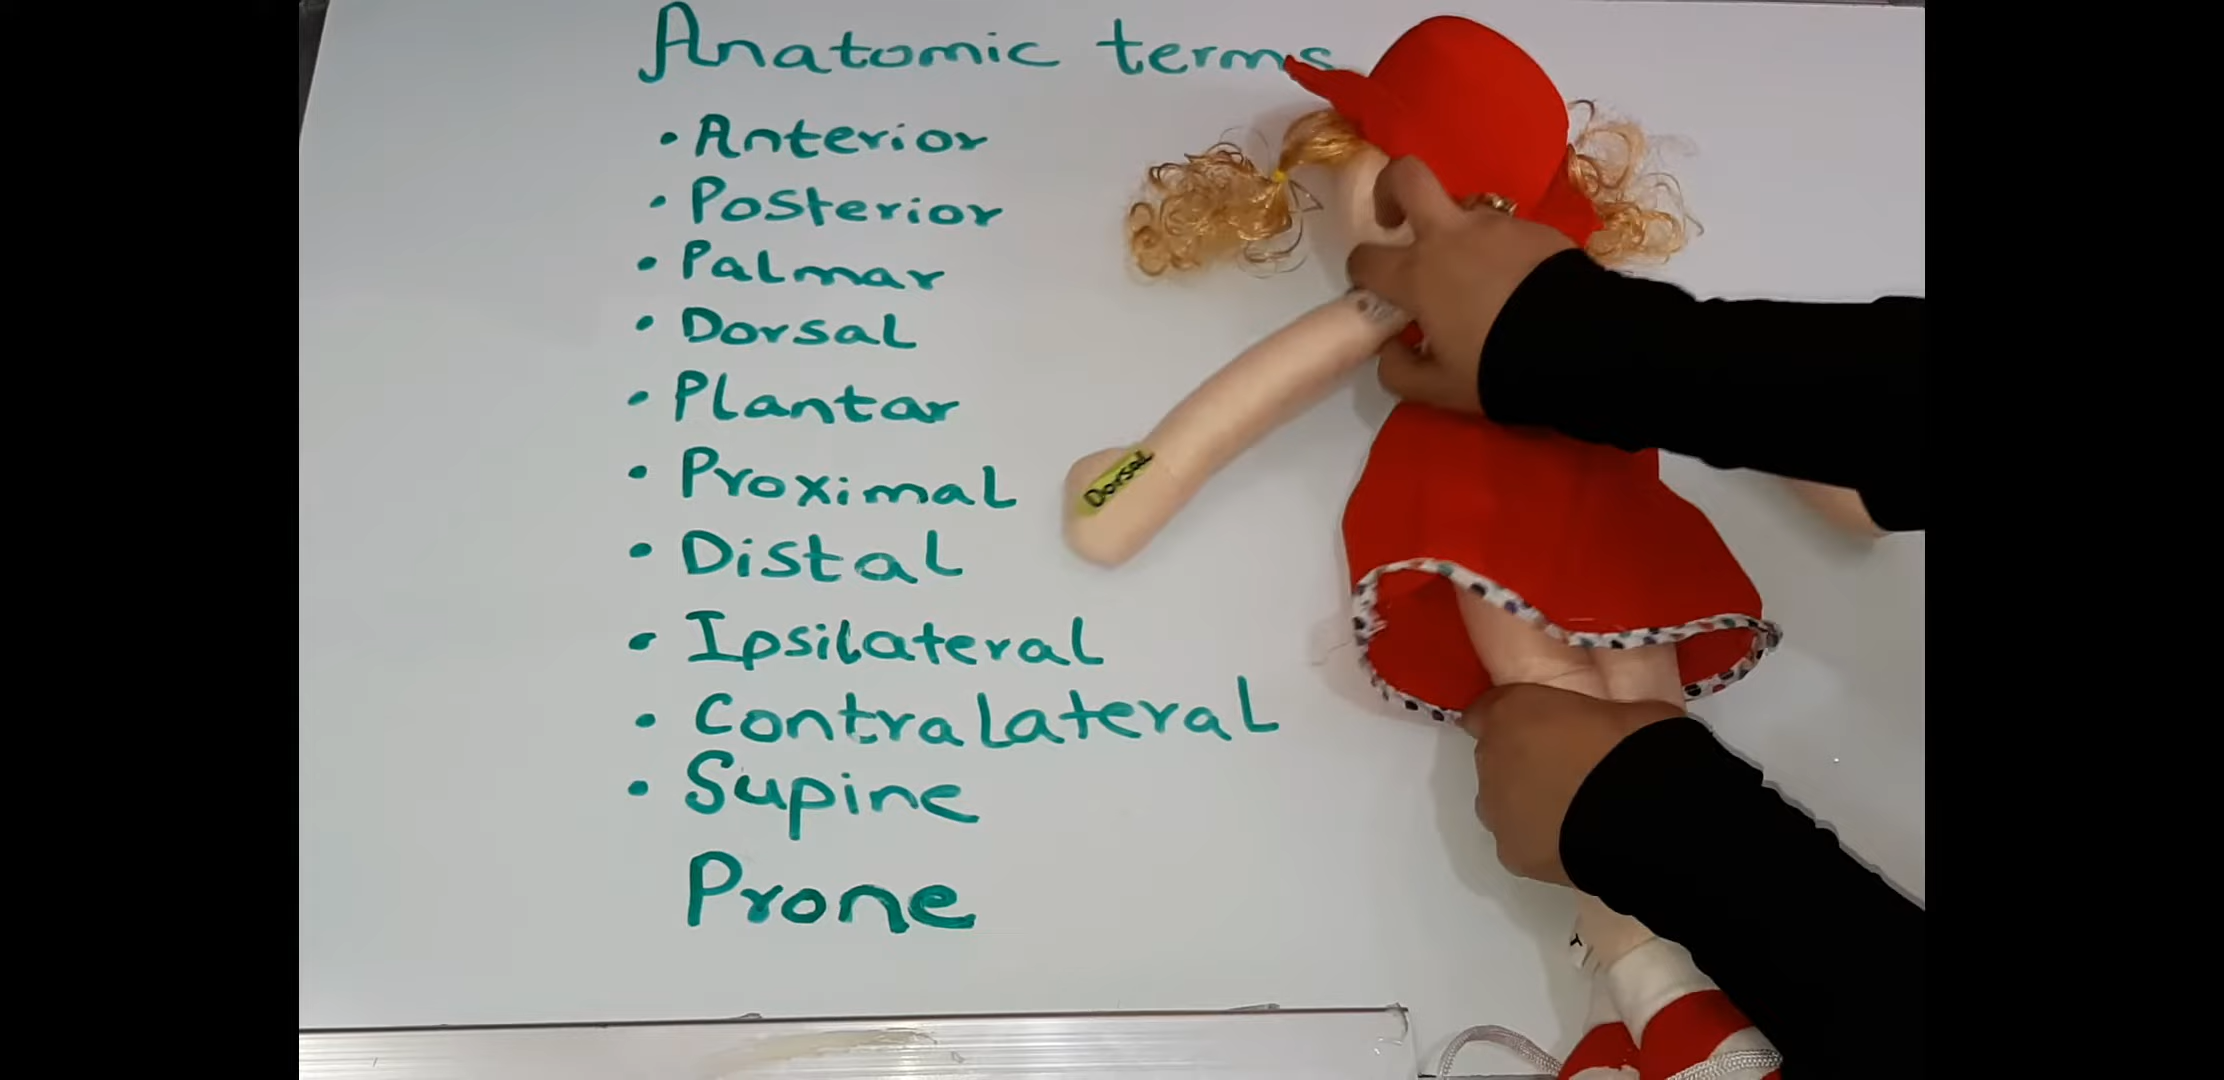 Anatomic terms
• Anterior
• Posterior
• Palmar
• Dorsal
• Plantar
• Proximal
• Distal
• Ipsilateral
• Contralateral
• Supine
Prone
Dorsal